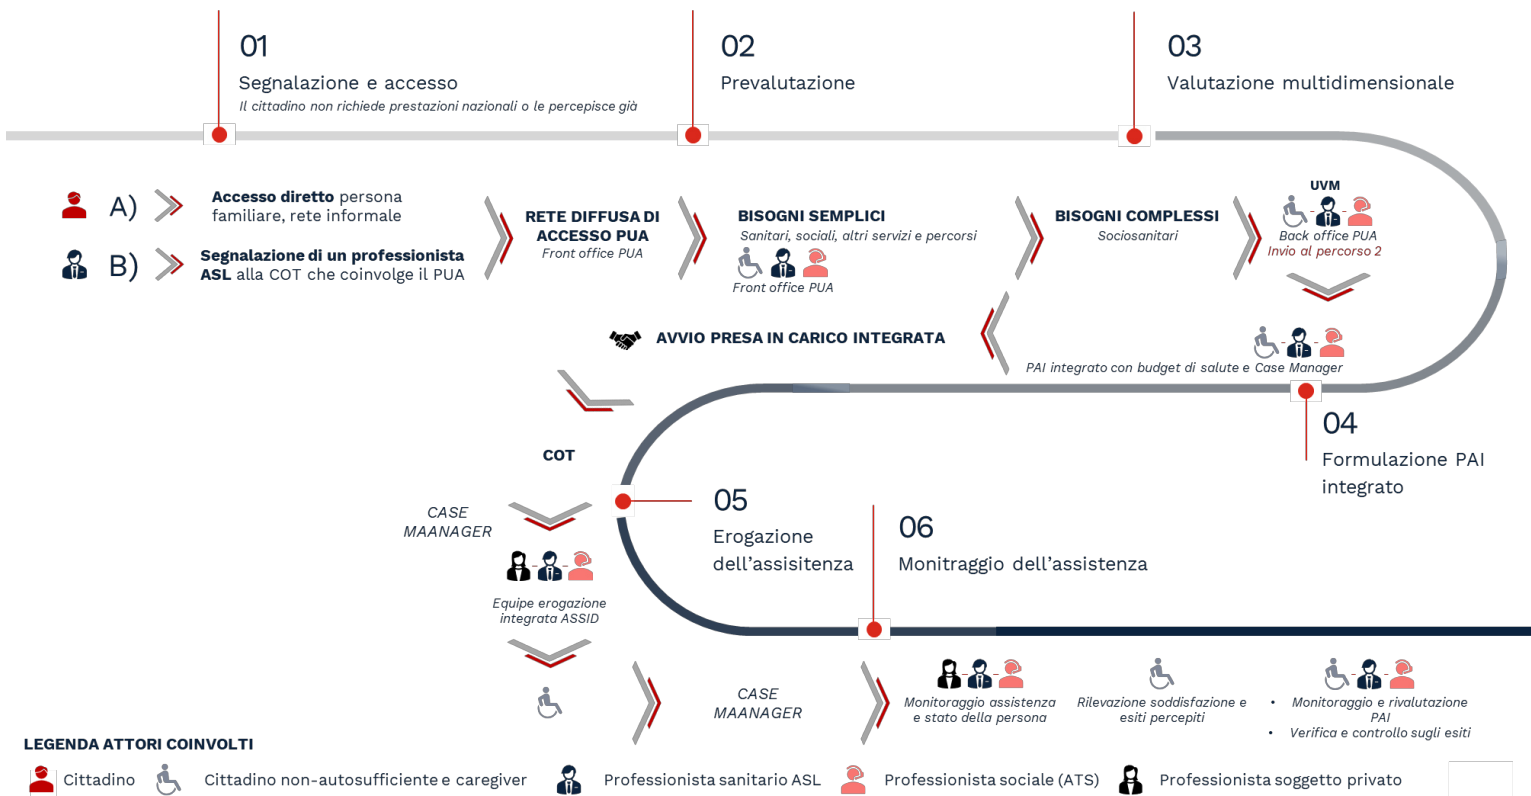 01
Segnalazione e accesso
Il cittadino non richiede prestazioni nazionali o le percepisce già
02
Prevalutazione
03
Valutazione multidimensionale
A)
Accesso diretto persona
familiare, rete informale
B)
Segnalazione di un professionista
ASL alla COT che coinvolge il PUA
RETE DIFFUSA DI
ACCESSO PUA
Front office PUA
BISOGNI SEMPLICI
Sanitari, sociali, altri servizi e percorsi
Front office PUA
BISOGNI COMPLESSI
Sociosanitari
UVM
Back office PUA
Invio al percorso 2
PAI integrato con budget di salute e Case Manager
AVVIO PRESA IN CARICO INTEGRATA
04
Formulazione PAI
integrato
COT
CASE
MAANAGER
Equipe erogazione
integrata ASSID
05
Erogazione
dell’assisitenza
06
Monitraggio dell’assistenza
CASE
MAANAGER
Monitoraggio assistenza
e stato della persona
Rilevazione soddisfazione e
esiti percepiti
• Monitoraggio e rivalutazione
PAI
• Verifica e controllo sugli esiti
LEGENDA ATTORI COINVOLTI
Cittadino
Cittadino non-autosufficiente e caregiver
Professionista sanitario ASL
Professionista sociale (ATS)
Professionista soggetto privato